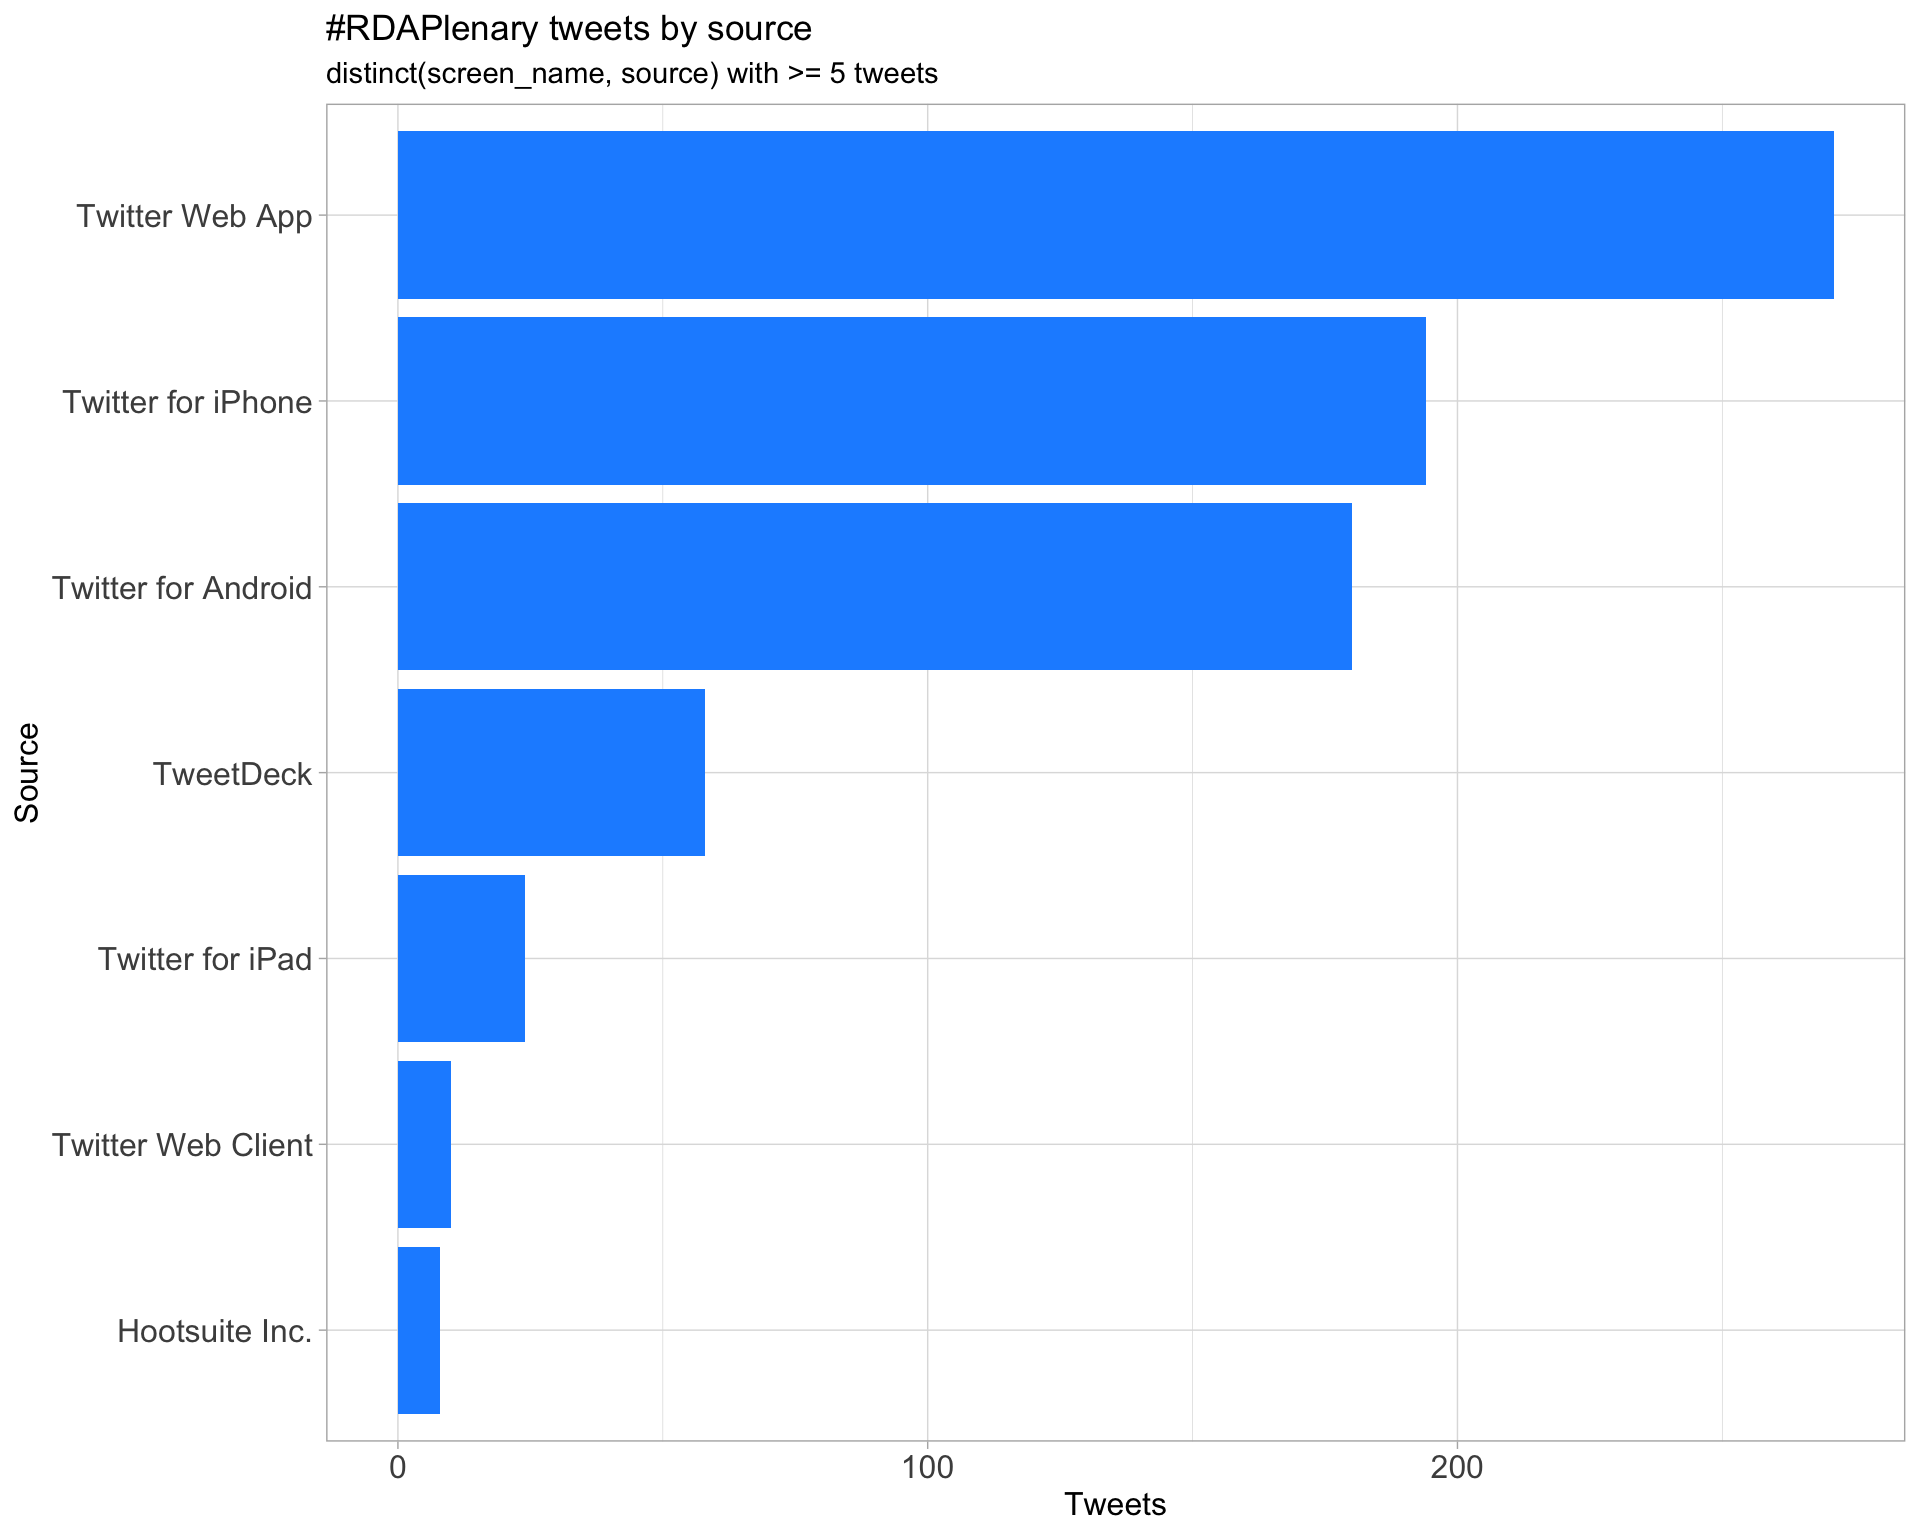 #RDAPlenary tweets by source
distinct(screen_name, source) with >= 5 tweets
Source
Twitter Web App
Twitter for iPhone
Twitter for Android
TweetDeck
Twitter for iPad
Twitter Web Client
Hootsuite Inc.
0 100 200
Tweets